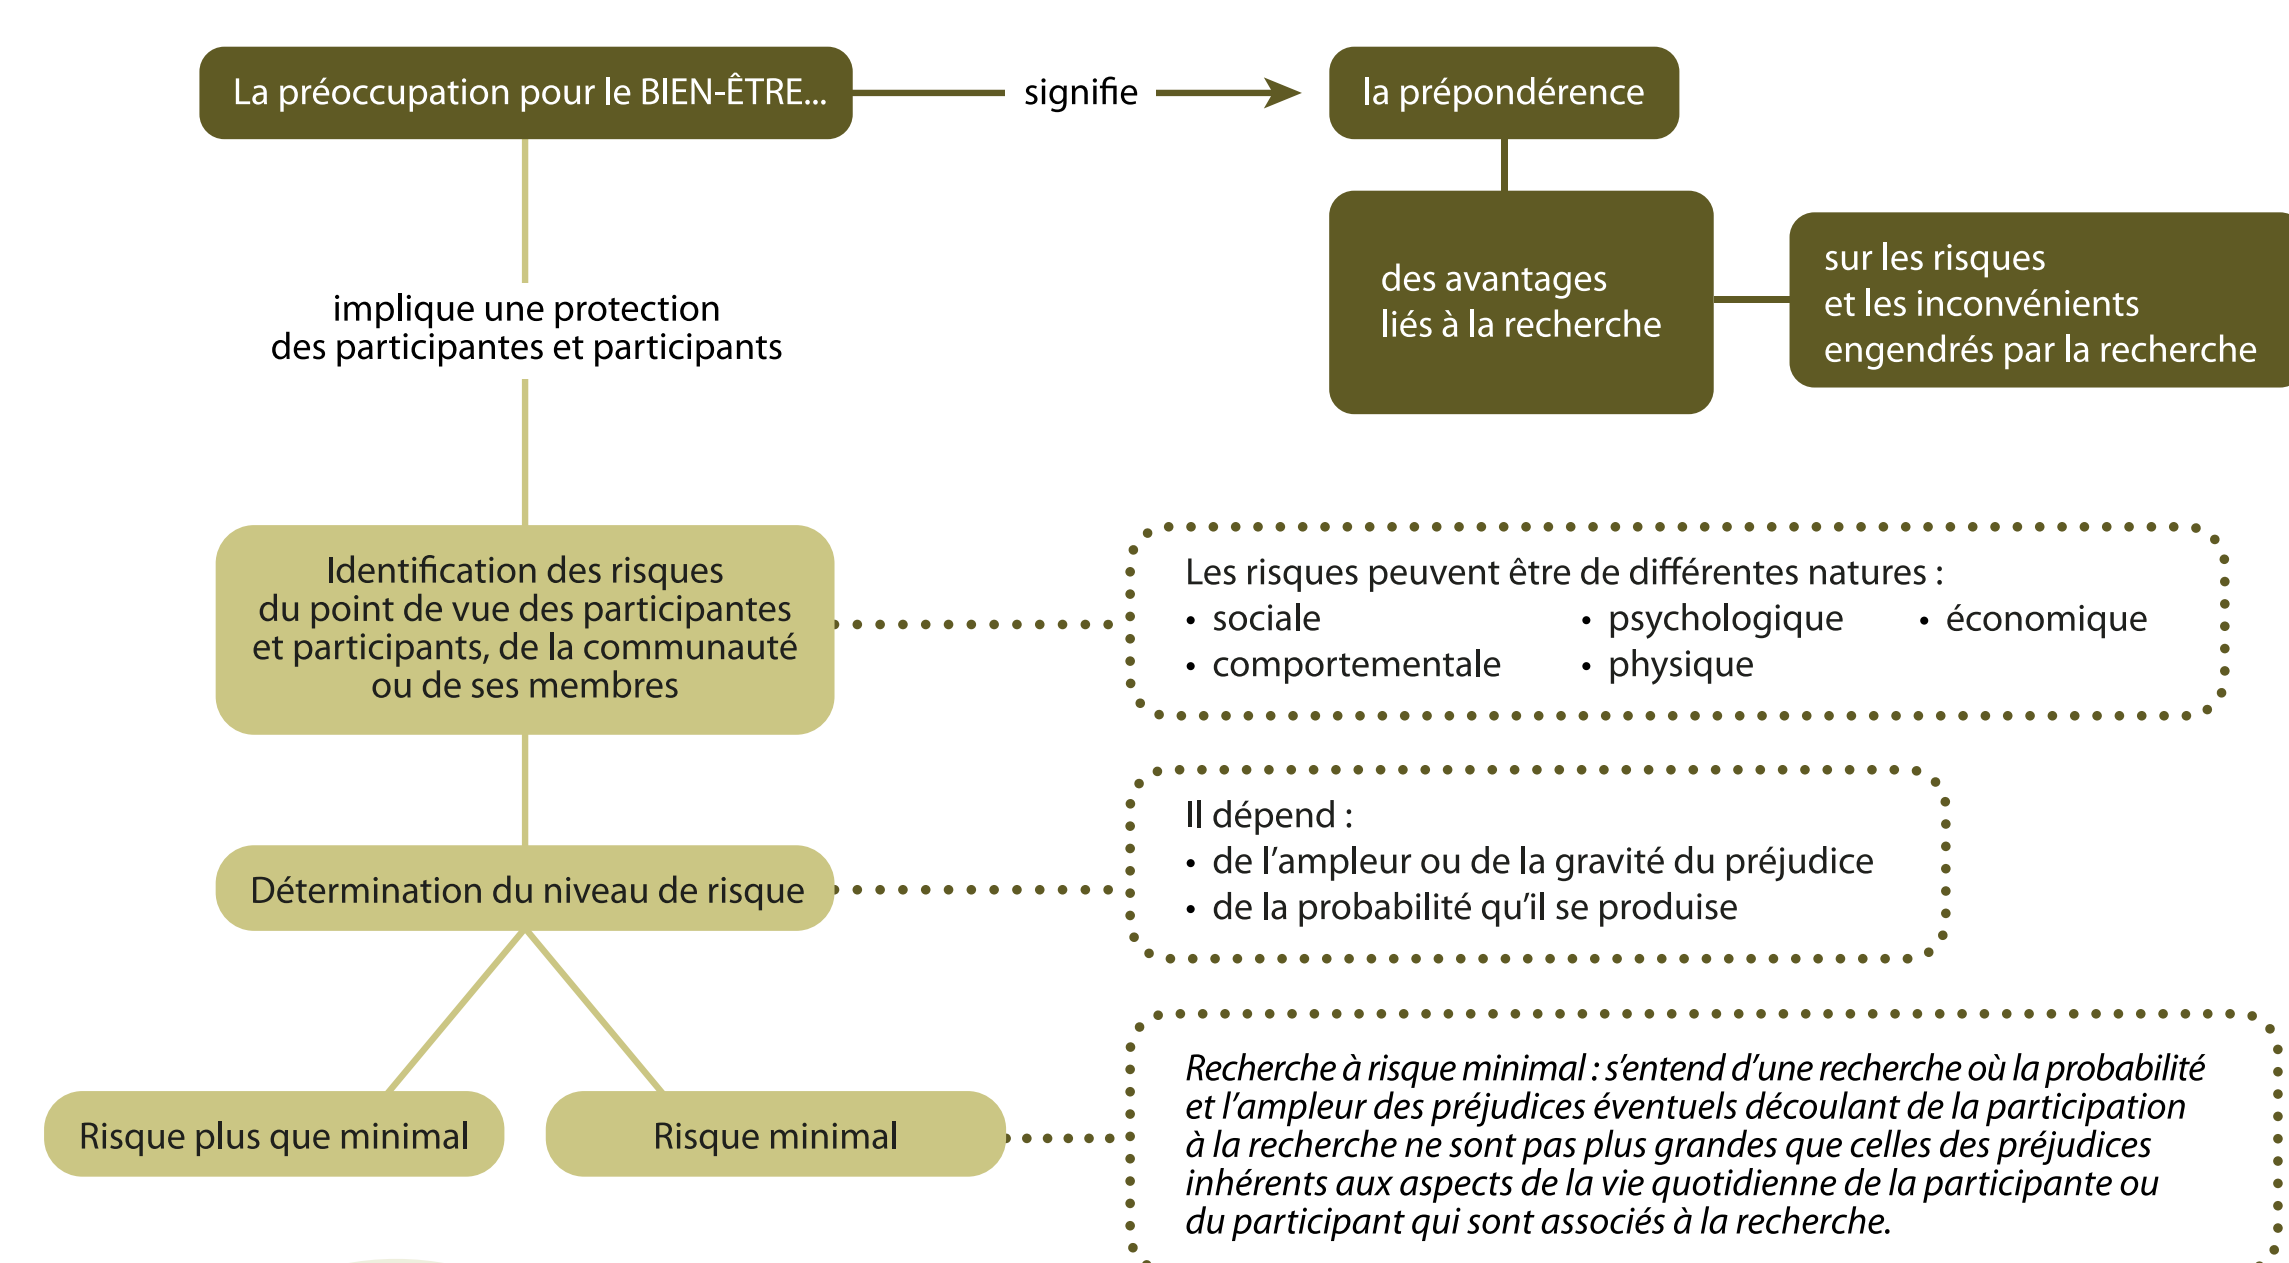 La préoccupation pour le BIEN-ÊTRE...
signifie
la prépondérence
des avantages
liés à la recherche
sur les risques
et les inconvénients
engendrés par la recherche
implique une protection
des participantes et participants
Identification des risques
du point de vue des participantes
et participants, de la communauté
ou de ses membres
Les risques peuvent être de différentes natures :
• sociale • psychologique • économique
• comportementale • physique
Détermination du niveau de risque
Il dépend :
• de l’ampleur ou de la gravité du préjudice
• de la probabilité qu’il se produise
Risque plus que minimal
Risque minimal
Recherche à risque minimal : s’entend d’une recherche où la probabilité
et l’ampleur des préjudices éventuels découlant de la participation
à la recherche ne sont pas plus grandes que celles des préjudices
inhérents aux aspects de la vie quotidienne de la participante ou
du participant qui sont associés à la recherche.